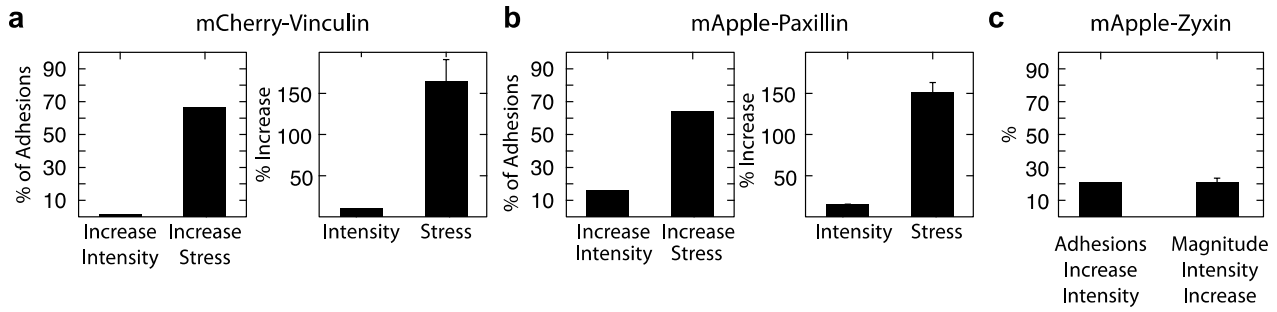 a
mCherry-Vinculin
% of Adhesions
90
70
50
30
10
Increase
Intensity
Increase
Stress
% Increase
150
100
50
Intensity
Stress
b
mApple-Paxillin
% of Adhesions
90
70
50
30
10
Increase
Intensity
Increase
Stress
% Increase
150
100
50
Intensity
Stress
c
mApple-Zyxin
%
90
70
50
30
10
Adhesions
Increase
Intensity
Magnitude
Intensity
Increase